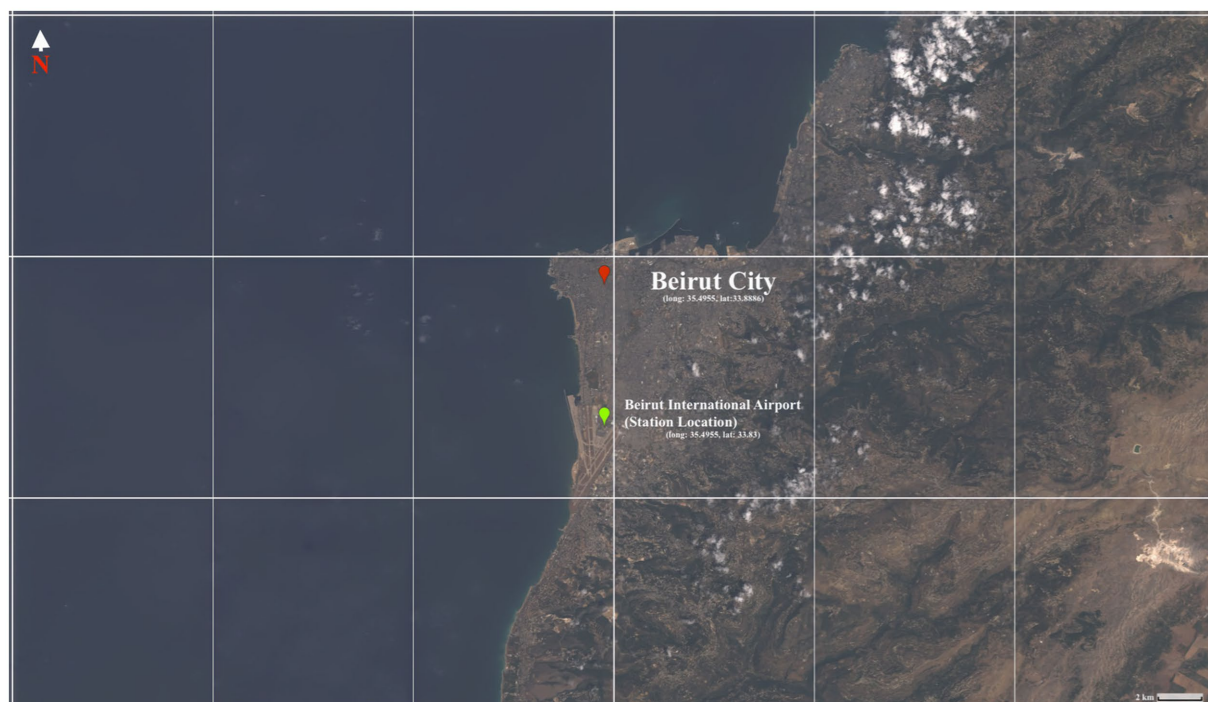 N
Beirut City
(long: 35.4955, lat:33.8886)
Beirut International Airport
(Station Location)
(long: 35.4955, lat: 33.83)
2 km